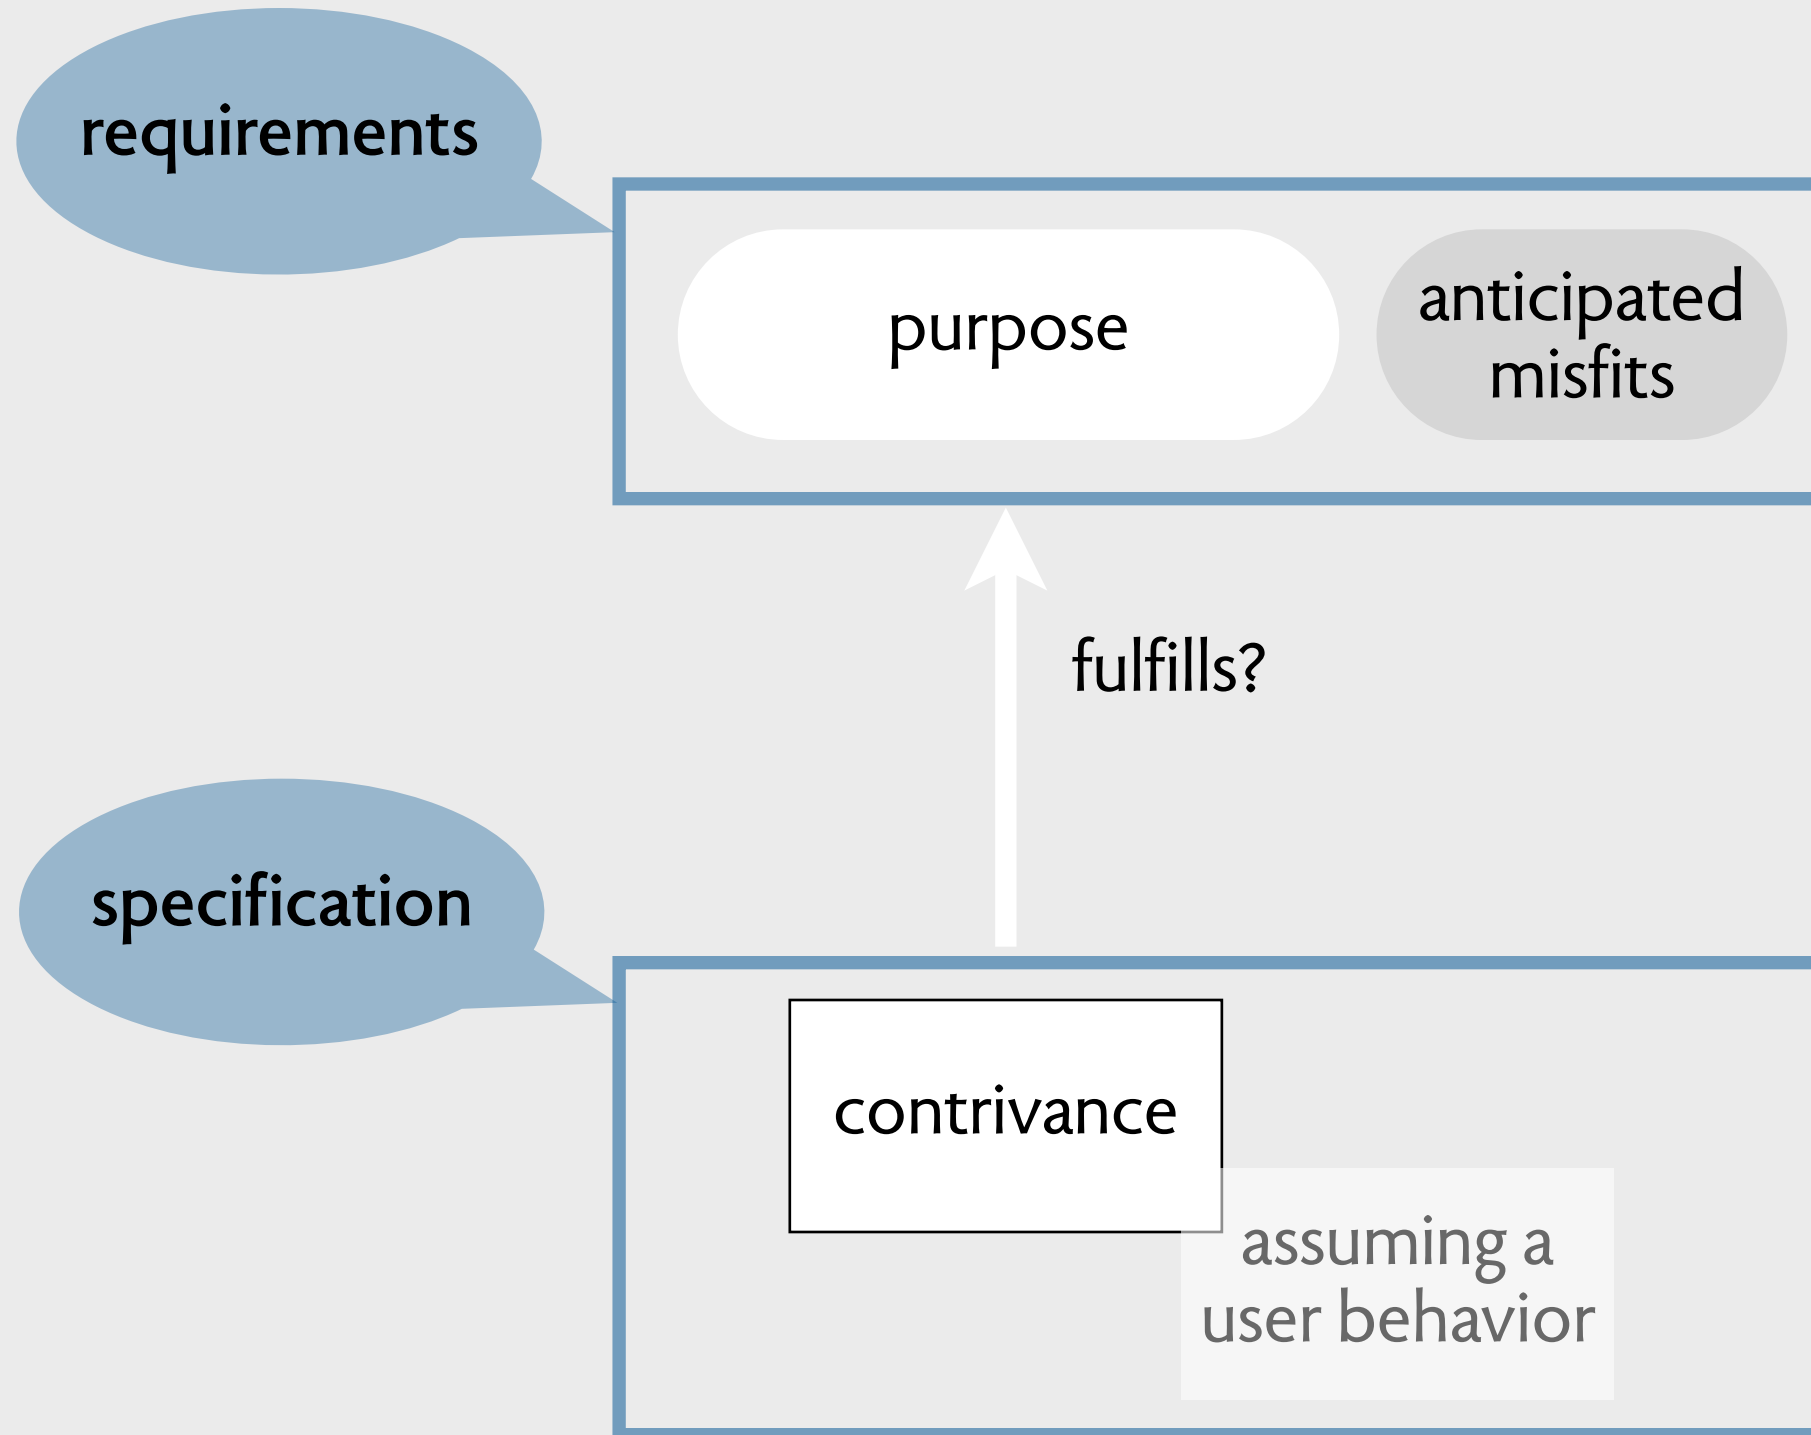 requirements
purpose
anticipated
misfits
fulfills?
specification
contrivance
assuming a
user behavior